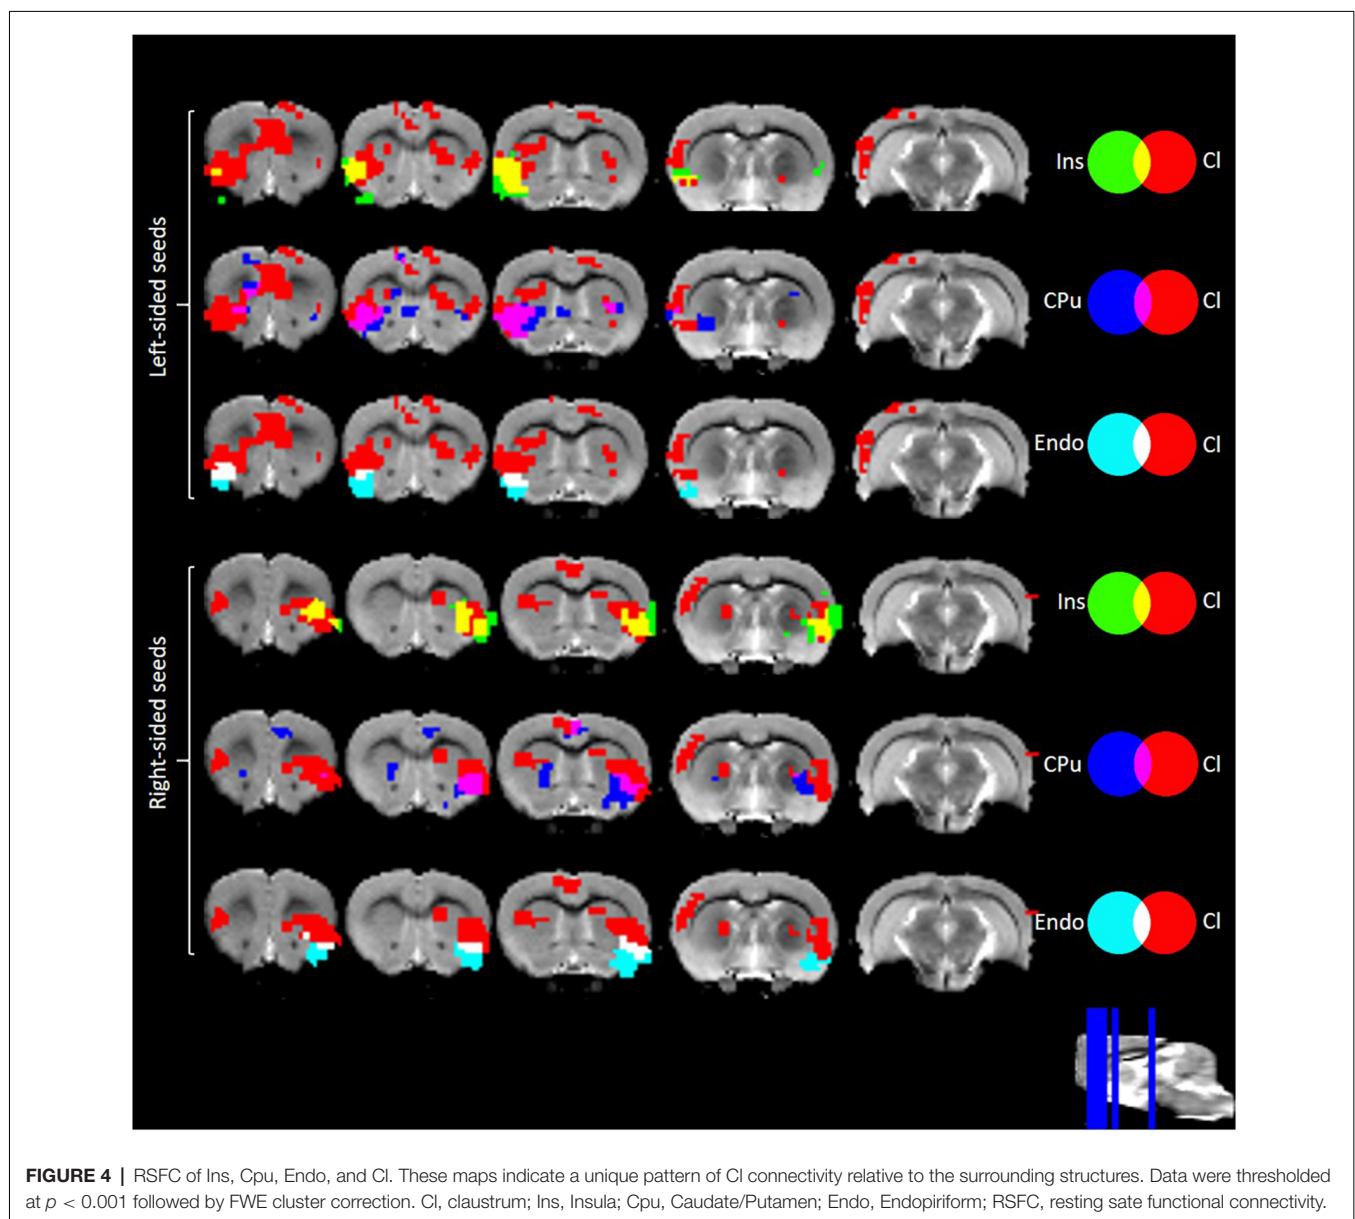 Left-sided seeds
Ins Cl
CPu Cl
Endo Cl
Right-sided seeds
Ins Cl
CPu Cl
Endo Cl
FIGURE 4 | RSFC of Ins, Cpu, Endo, and Cl. These maps indicate a unique pattern of Cl connectivity relative to the surrounding structures. Data were thresholded
at p < 0.001 followed by FWE cluster correction. Cl, claustrum; Ins, Insula; Cpu, Caudate/Putamen; Endo, Endopiriform; RSFC, resting sate functional connectivity.